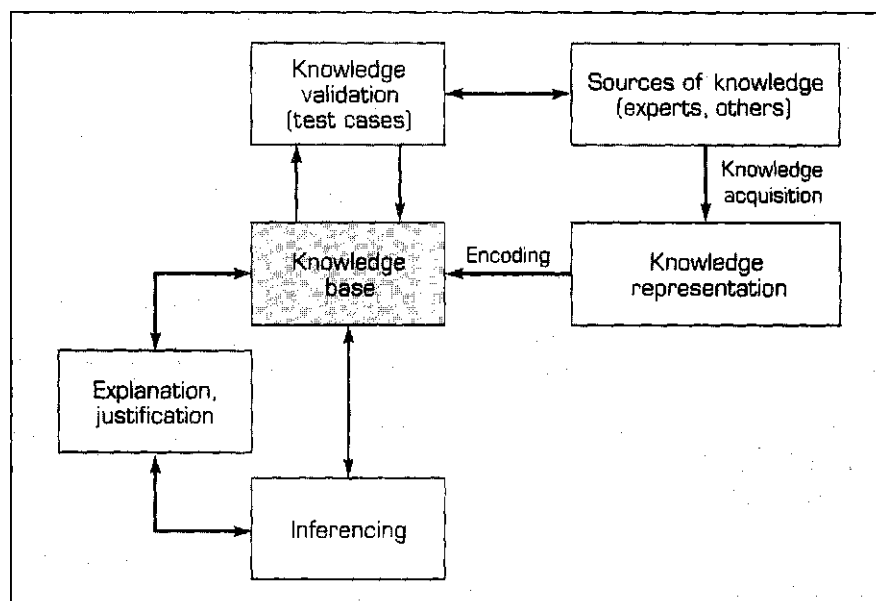 Knowledge
validation
(test cases)
Sources of knowledge
(experts, others)
Knowledge
acquisition
Knowledge
base
Encoding
Knowledge
representation
Explanation,
justification
Inferencing